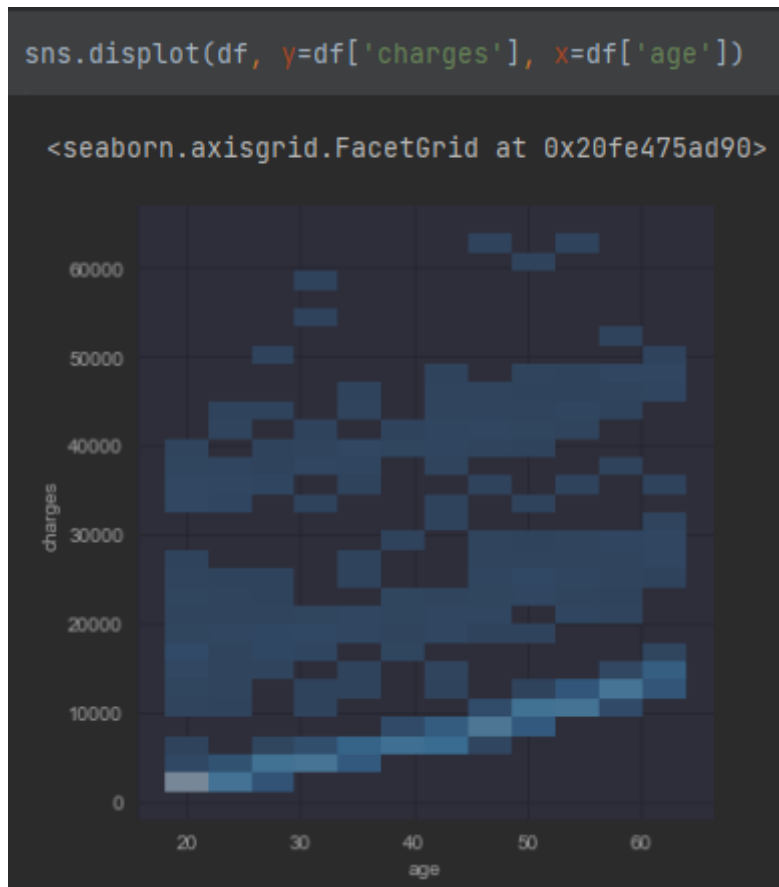 sns.displot(df, y=df['charges'], x=df['age'])
<seaborn.axisgrid.FacetGrid at 0x20fe475ad90>
60000
50000
40000
30000
20000
10000
0
charges
20 30 40 50 60
age